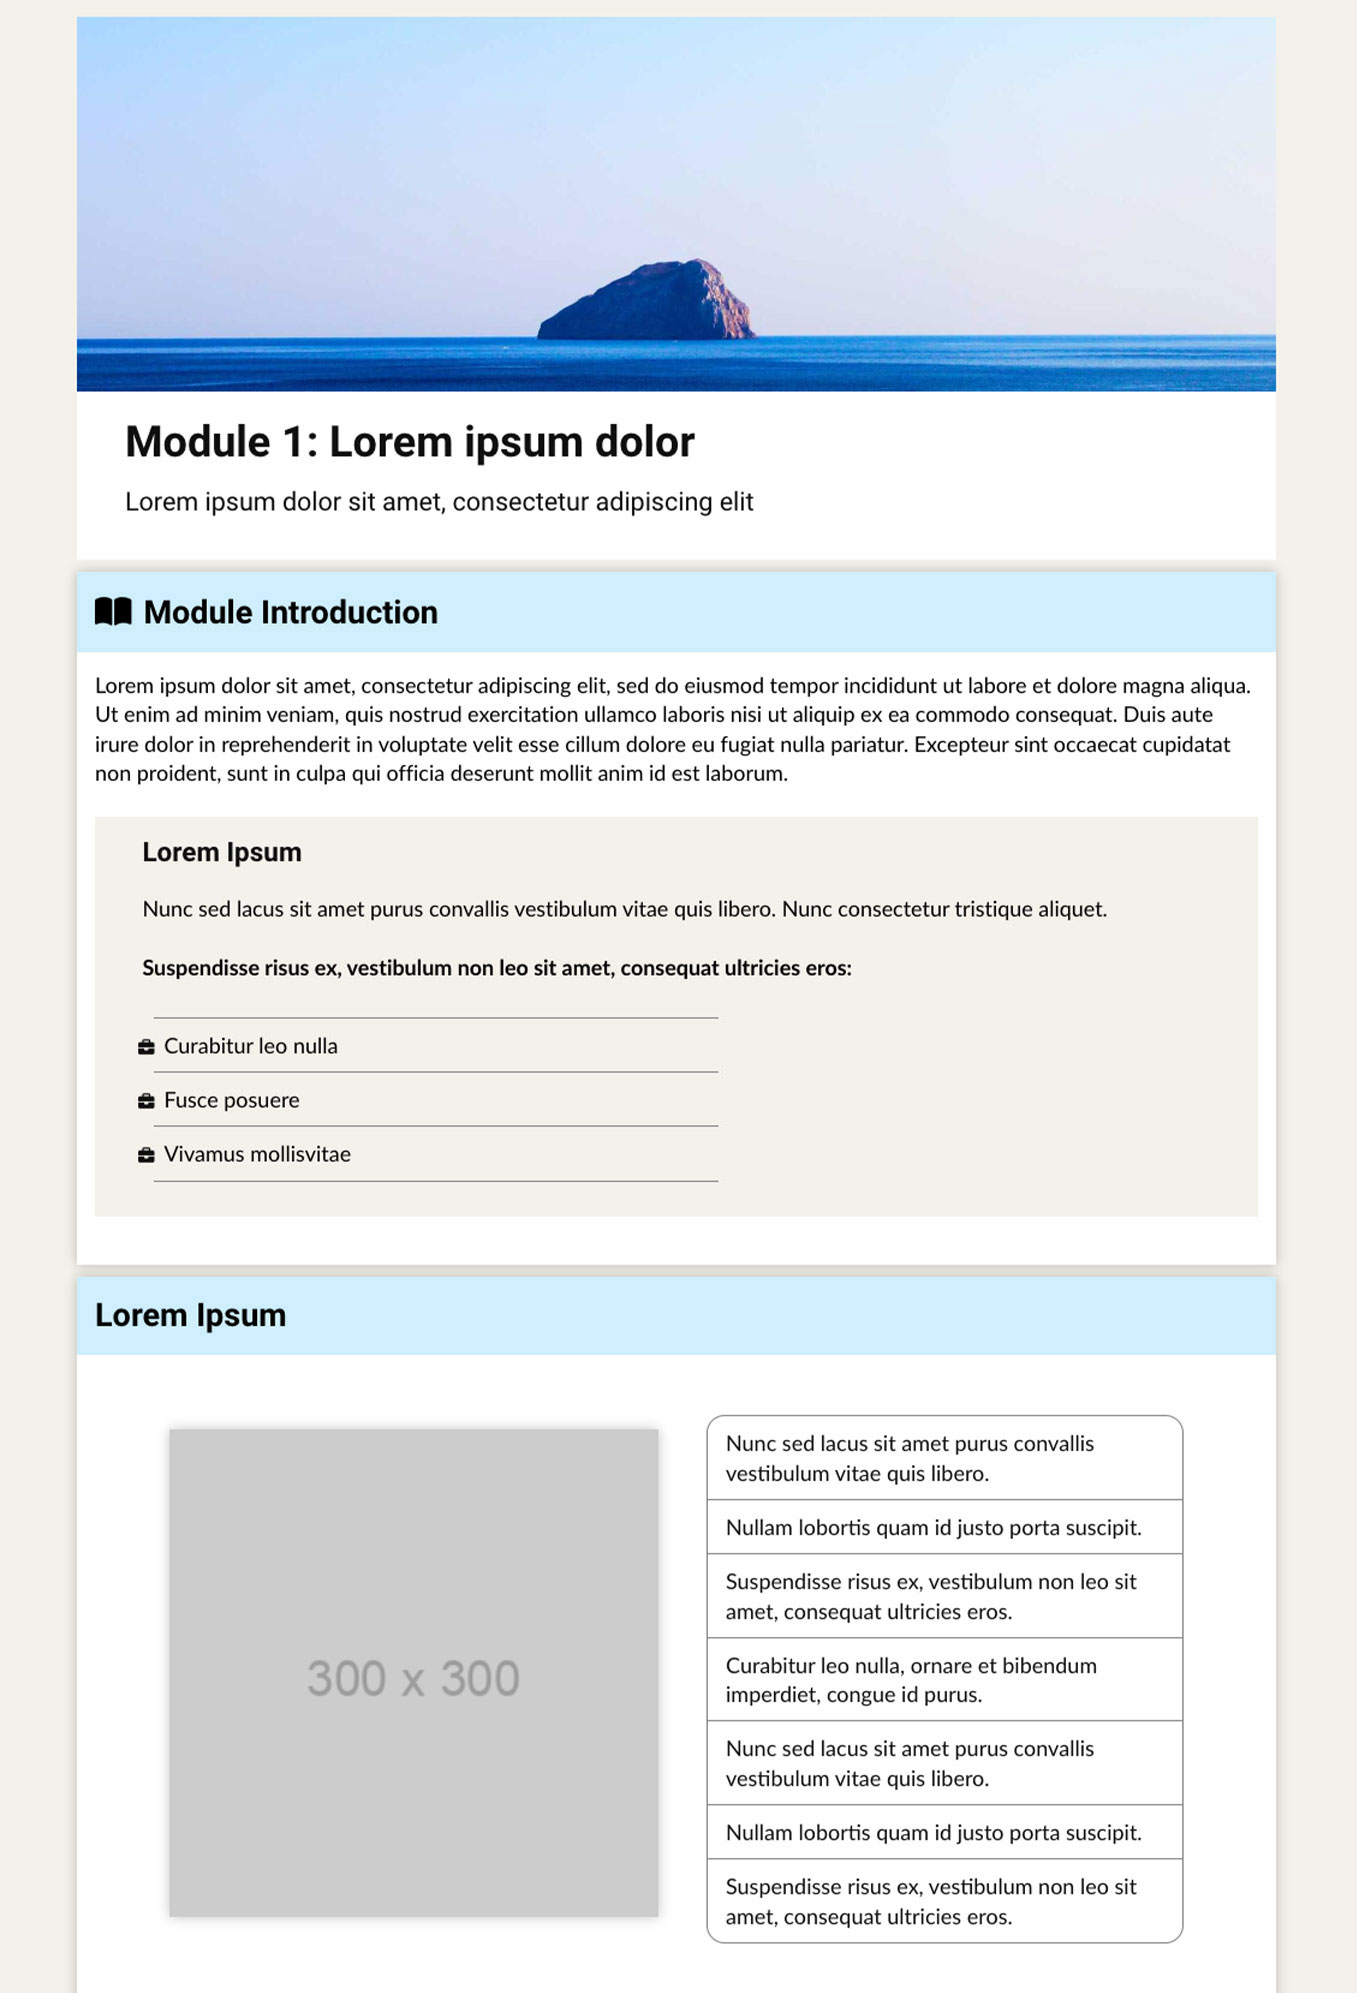 Module 1: Lorem ipsum dolor
Lorem ipsum dolor sit amet, consectetur adipiscing elit
Module Introduction
Lorem ipsum dolor sit amet, consectetur adipiscing elit, sed do eiusmod tempor incididunt ut labore et dolore magna aliqua.
Ut enim ad minim veniam, quis nostrud exercitation ullamco laboris nisi ut aliquip ex ea commodo consequat. Duis aute
irure dolor in reprehenderit in voluptate velit esse cillum dolore eu fugiat nulla pariatur. Excepteur sint occaecat cupidatat
non proident, sunt in culpa qui officia deserunt mollit anim id est laborum.
Lorem Ipsum
Nunc sed lacus sit amet purus convallis vestibulum vitae quis libero. Nunc consectetur tristique aliquet.
Suspendisse risus ex, vestibulum non leo sit amet, consequat ultricies eros:
Curabitur leo nulla
Fusce posuere
Vivamus mollisvitae
Lorem Ipsum
300 x 300
Nunc sed lacus sit amet purus convallis
vestibulum vitae quis libero.
Nullam lobortis quam id justo porta suscipit.
Suspendisse risus ex, vestibulum non leo sit
amet, consequat ultricies eros.
Curabitur leo nulla, ornare et bibendum
imperdiet, congue id purus.
Nunc sed lacus sit amet purus convallis
vestibulum vitae quis libero.
Nullam lobortis quam id justo porta suscipit.
Suspendisse risus ex, vestibulum non leo sit
amet, consequat ultricies eros.